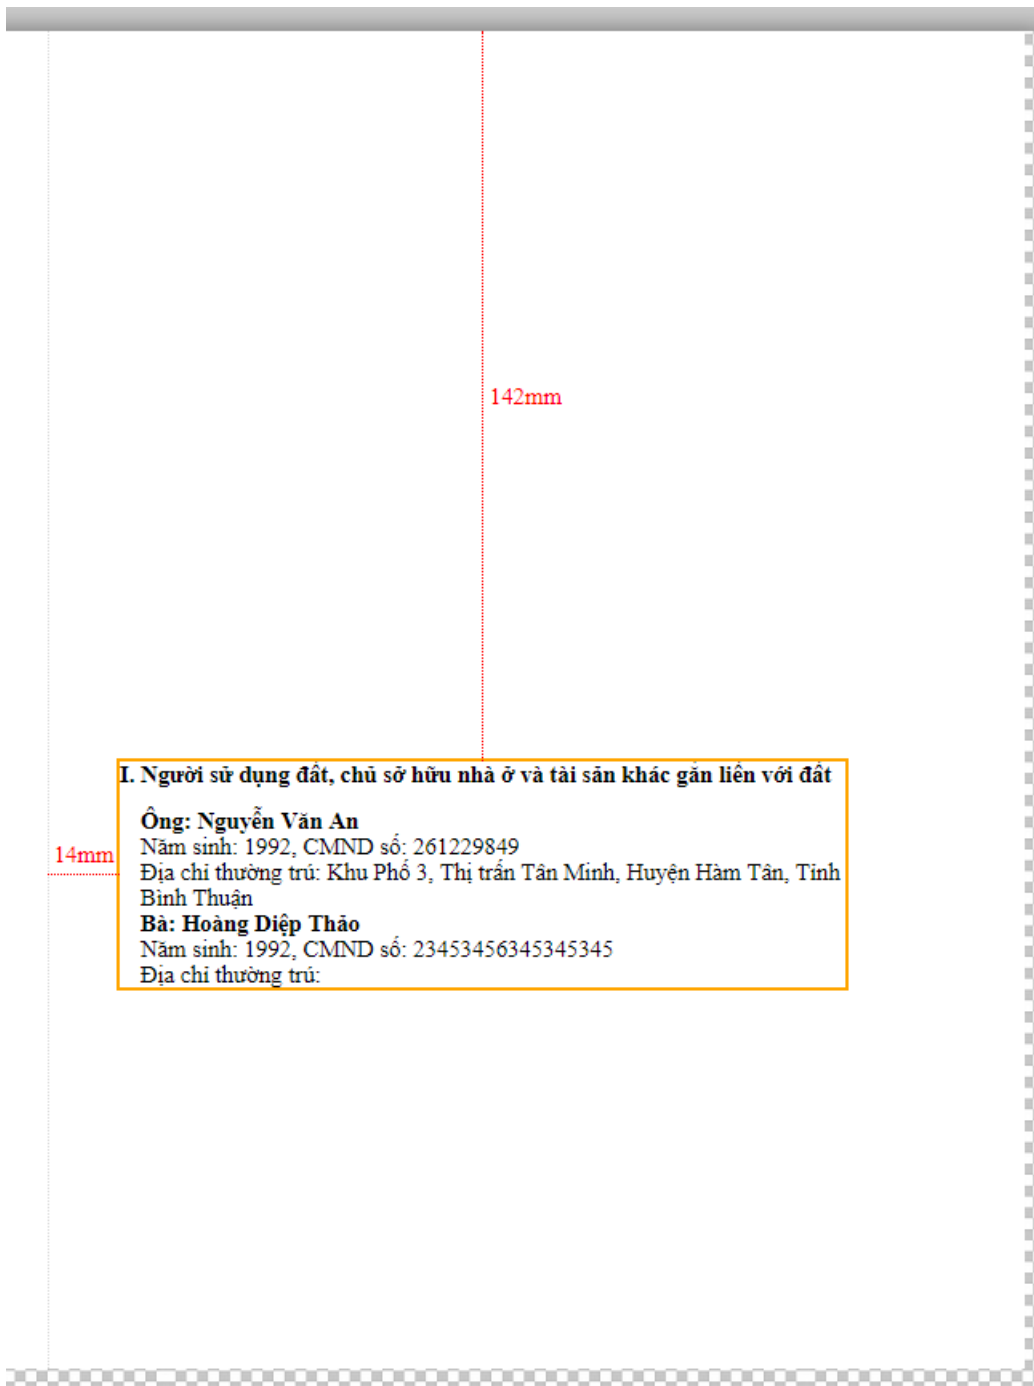 142mm
I. Người sử dụng đất, chủ sở hữu nhà ở và tài sản khác gắn liền với đất
Ông: Nguyễn Văn An
Năm sinh: 1992, CMND số: 261229849
14mm
Địa chỉ thường trú: Khu Phố 3, Thị trấn Tân Minh, Huyện Hàm Tân, Tỉnh
Bình Thuận
Bà: Hoàng Diệp Thảo
Năm sinh: 1992, CMND số: 23453456345345345
Địa chỉ thường trú: